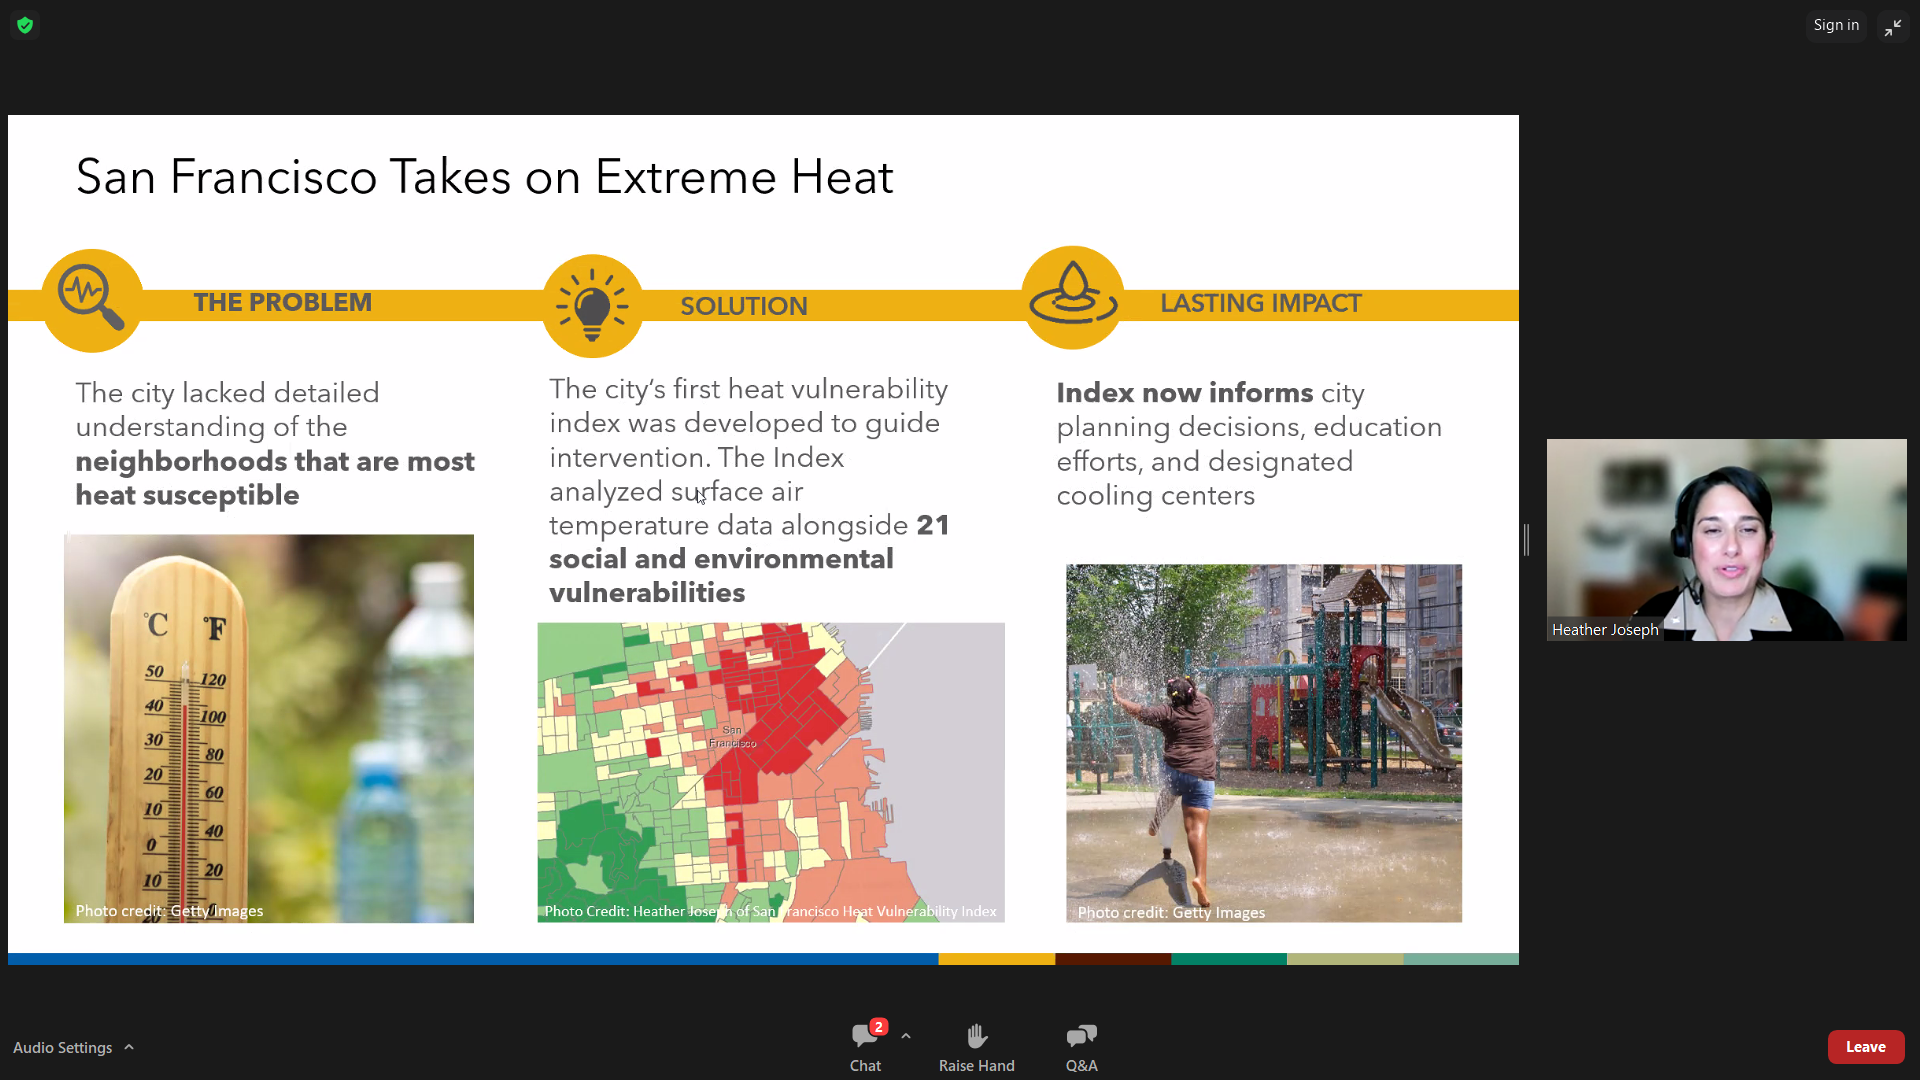 Sign in
San Francisco Takes on Extreme Heat
THE PROBLEM
SOLUTION
LASTING IMPACT
The city lacked detailed
understanding of the
neighborhoods that are most
heat susceptible
The city‘s first heat vulnerability
index was developed to guide
intervention. The Index
analyzed surface air
temperature data alongside 21
social and environmental
vulnerabilities
Index now informs city
planning decisions, education
efforts, and designated
cooling centers
°C °F
50 120
40 100
30 80
20 60
10 40
0 20
10
20
Photo credit: Getty Images
San
Francisco
Photo Credit: Heather Joseph of San Francisco Heat Vulnerability Index
Photo credit: Getty Images
Heather Joseph
Audio Settings
2
Chat
Raise Hand
Q&A
Leave